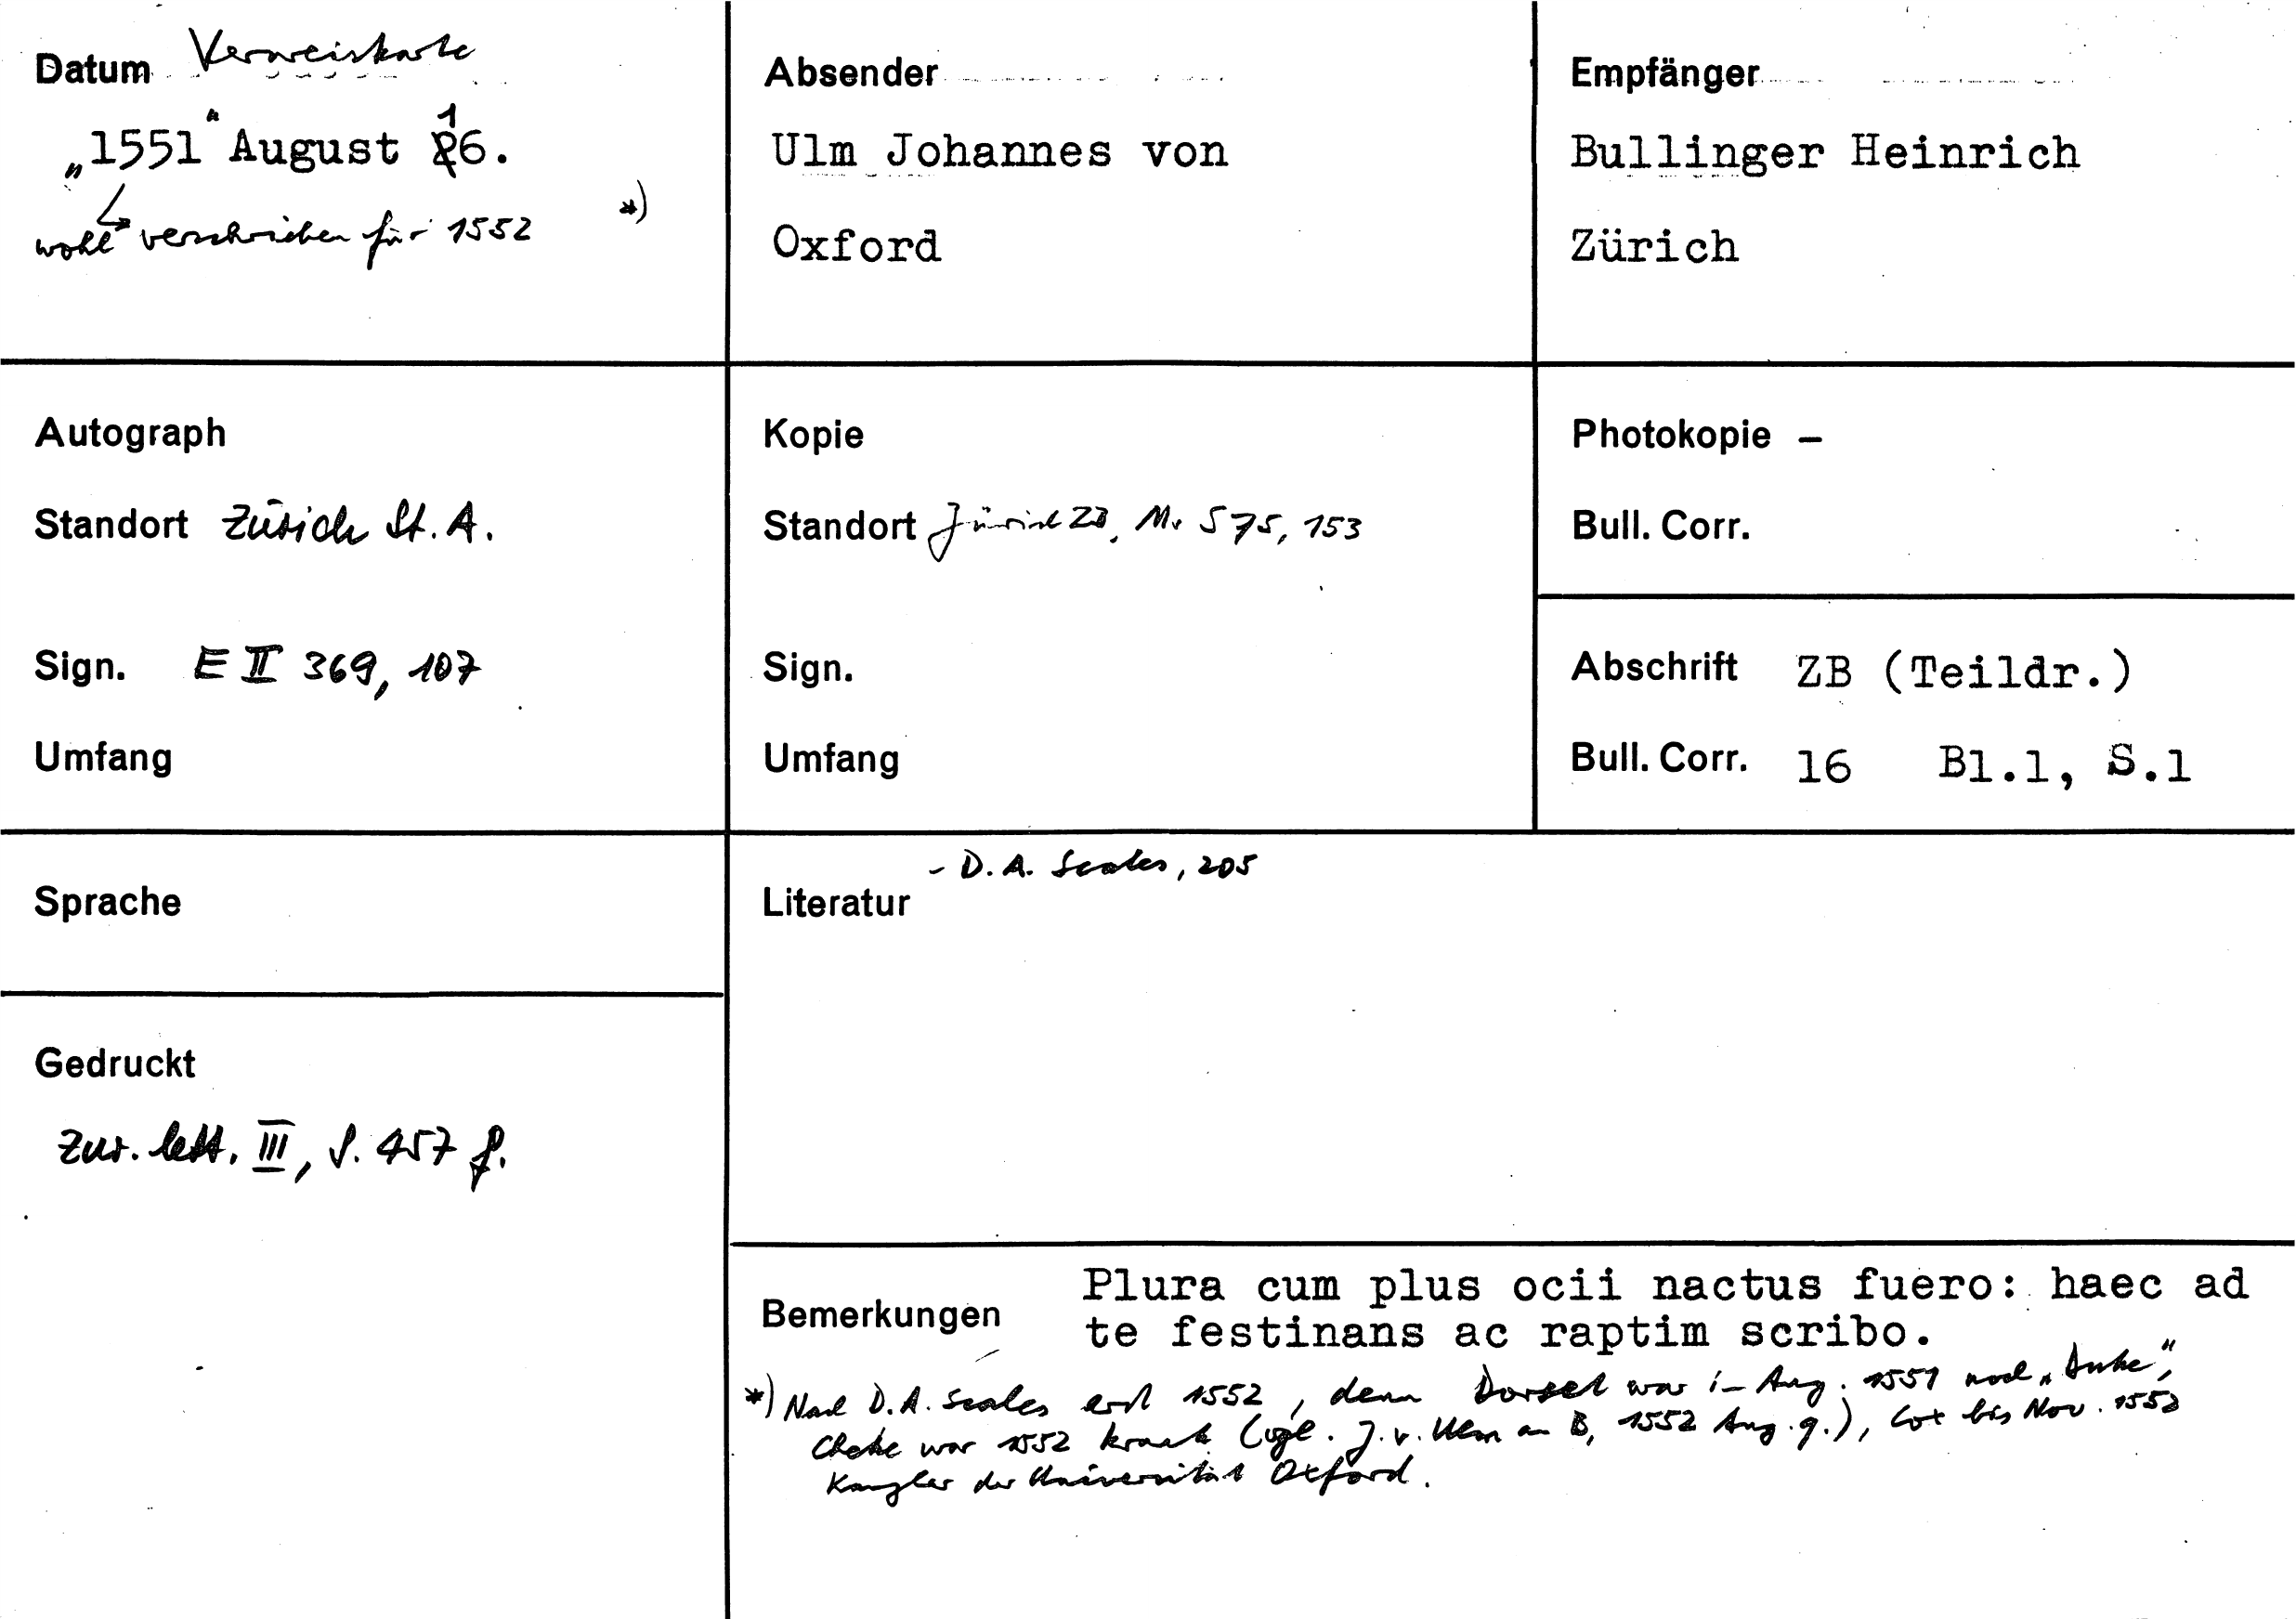 Datum Verweiskarte
„1551" August 16.
wohl verschrieben für 1552 *)
Absender
Ulm Johannes von
Oxford
Empfänger
Bullinger Heinrich
Zürich
Autograph
Standort Zürich St. A.
Sign. E II 369, 107
Umfang
Kopie
Standort Zürich ZB, Ms S 75, 153
Sign.
Umfang
Photokopie –
Bull. Corr.
Abschrift ZB (Teildr.)
Bull. Corr. 16 Bl.1, S.1
Sprache
Gedruckt
Zur. lett. III, S. 457 f.
- D. A. Scales, 205
Literatur
Bemerkungen Plura cum plus ocii nactus fuero: haec ad
te festinans ac raptim scribo.
*) Nach D. A. Scales erst 1552, denn Dorset war im Aug. 1551 noch „Duke",
Cheke war 1552 krank (vgl. J. v. Ulm an B, 1552 Aug. 9.), Cox bis Nov. 1552
Kanzler der Universität Oxford.